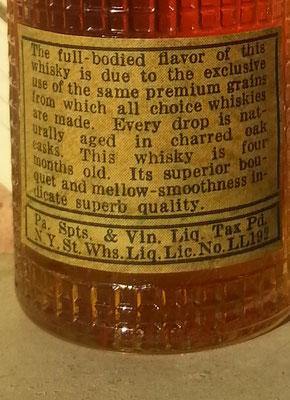 The full-bodied flavor of this
whisky is due to the exclusive
use of the same premium grains
from which all choice whiskies
are made. Every drop is nat-
urally aged in charred oak
casks. This whisky is four
months old. Its superior bou-
quet and mellow-smoothness in-
dicate superb quality.
Pa. Spts. & Vin. Liq. Tax Pd.
N.Y. St. Whs. Liq. Lic. No. LL199